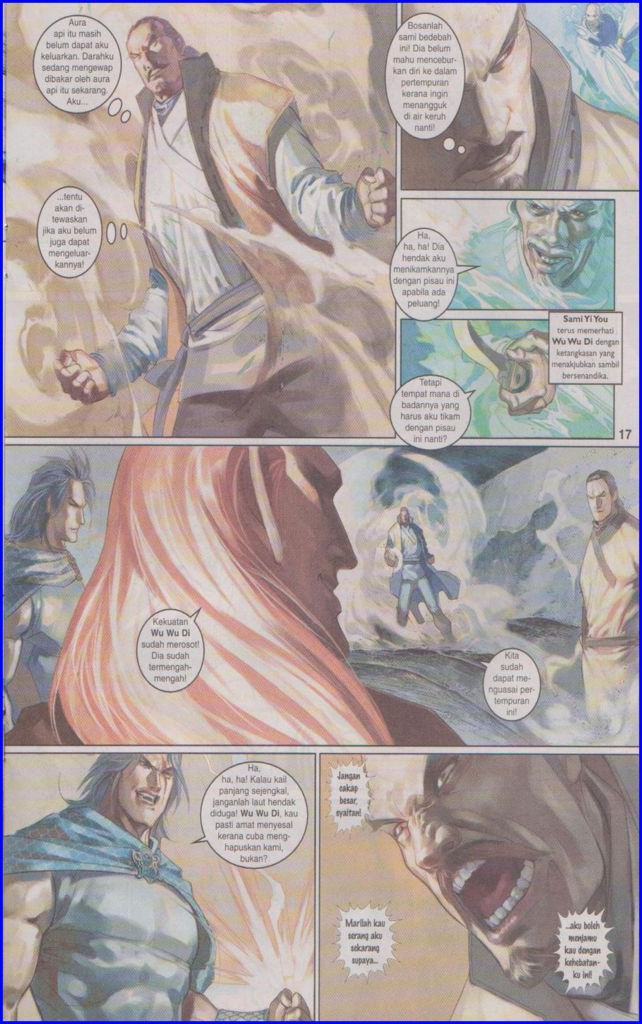 Aura
api itu masih
belum dapat aku
keluarkan. Darahku
sedang mengewap
dibakar oleh aura
api itu sekarang.
Aku...
...tentu
akan di-
tewaskan
jika aku belum
juga dapat
mengeluar-
kannya!
Bosanlah
sami bedebah
ini! Dia belum
mahu mencebur-
kan diri ke dalam
pertempuran
kerana ingin
menangguk
di air keruh
nanti!
Ha,
ha, ha! Dia
hendak aku
menikamkannya
dengan pisau ini
apabila ada
peluang!
Sami Yi You
terus memerhati
Wu Wu Di dengan
ketangkasan yang
menakjubkan sambil
bersenandika.
Tetapi
tempat mana di
badannya yang
harus aku tikam
dengan pisau
ini nanti?
17
Kekuatan
Wu Wu Di
sudah merosot!
Dia sudah
termengah-
mengah!
Kita
sudah
dapat me-
nguasai per-
tempuran
ini!
Ha,
ha, ha! Kalau kail
panjang sejengkal,
janganlah laut hendak
diduga! Wu Wu Di, kau
pasti amat menyesal
kerana cuba meng-
hapuskan kami,
bukan?
Jangan
cakap
besar,
syaitan!
Marilah kau
serang aku
sekarang
supaya...
...aku boleh
menjamu
kau dengan
kehebatan-
ku ini!